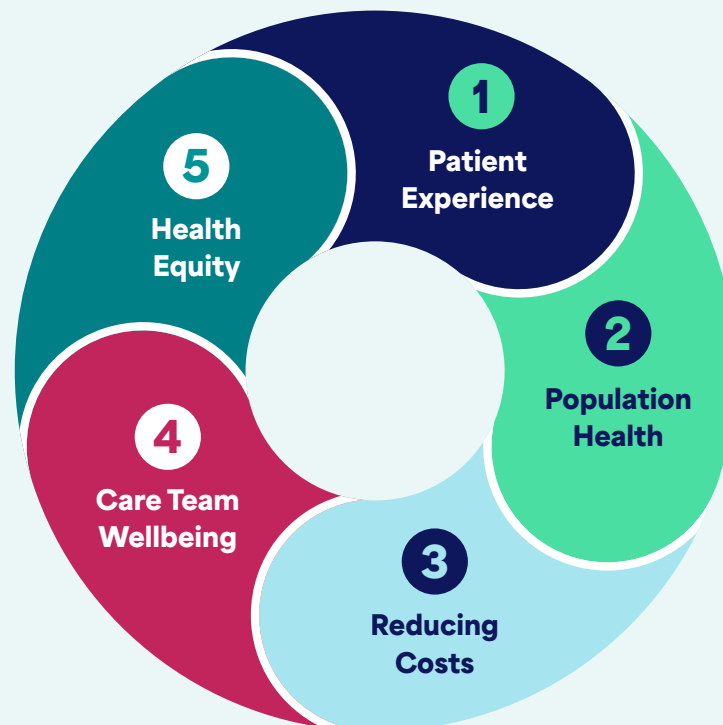 1
Patient
Experience
2
Population
Health
3
Reducing
Costs
4
Care Team
Wellbeing
5
Health
Equity